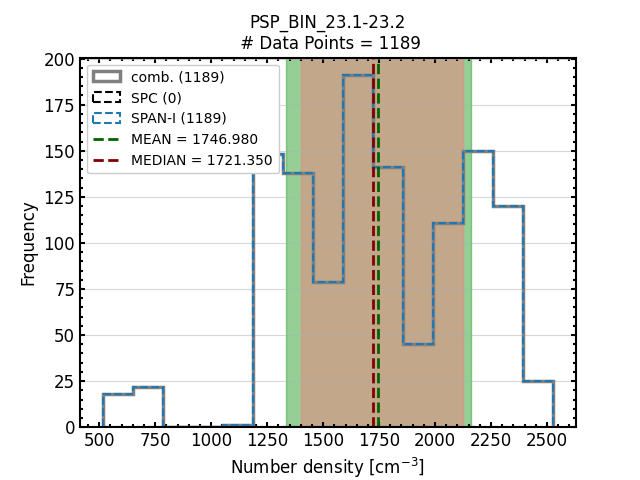 PSP_BIN_23.1-23.2
# Data Points = 1189
200
175
150
125
100
75
50
25
0
Frequency
comb. (1189)
SPC (0)
SPAN-I (1189)
MEAN = 1746.980
MEDIAN = 1721.350
500 750 1000 1250 1500 1750 2000 2250 2500
Number density [cm⁻³]